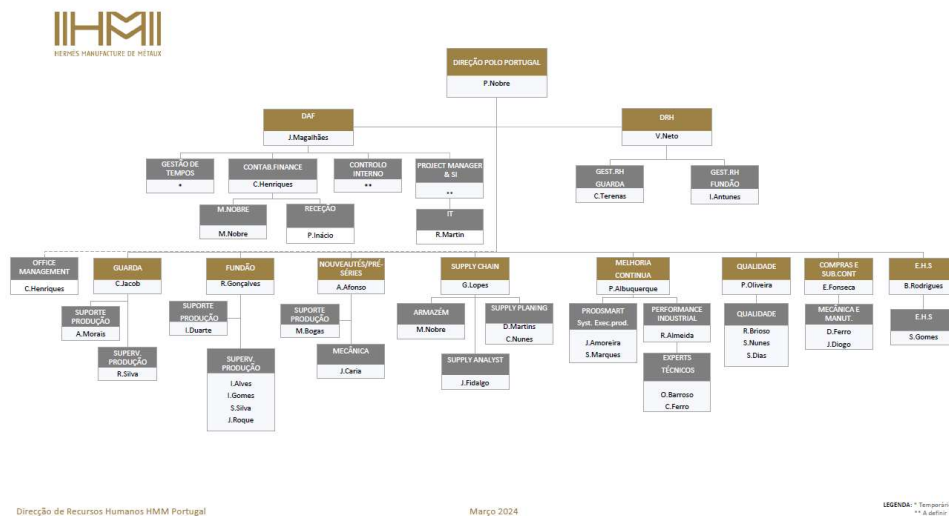 HERMES MANUFACTURE DE MÉTAUX
DIREÇÃO POLO PORTUGAL
P.Nobre
DAF
J.Magalhães
DRH
V.Neto
GESTÃO DE
TEMPOS
*
CONTAB.FINANCE
C.Henriques
CONTROLO
INTERNO
**
PROJECT MANAGER
& SI
**
GEST.RH
GUARDA
C.Terenas
GEST.RH
FUNDÃO
I.Antunes
M.NOBRE
M.Nobre
RECEÇÃO
P.Inácio
IT
R.Martin
OFFICE
MANAGEMENT
C.Henriques
GUARDA
C.Jacob
FUNDÃO
R.Gonçalves
NOUVEAUTÉS/PRÉ-
SÉRIES
A.Afonso
SUPPLY CHAIN
G.Lopes
MELHORIA
CONTINUA
P.Albuquerque
QUALIDADE
P.Oliveira
COMPRAS E
SUB.CONT
E.Fonseca
E.H.S
B.Rodrigues
SUPORTE
PRODUÇÃO
A.Morais
SUPERV.
PRODUÇÃO
R.Silva
SUPORTE
PRODUÇÃO
I.Duarte
SUPERV.
PRODUÇÃO
I.Alves
I.Gomes
S.Silva
J.Roque
SUPORTE
PRODUÇÃO
M.Bogas
MECÂNICA
J.Caria
ARMAZÉM
M.Nobre
SUPPLY PLANING
D.Martins
C.Nunes
SUPPLY ANALYST
J.Fidalgo
PRODSMART
Syst. Exec.prod.
J.Amoreira
S.Marques
PERFORMANCE
INDUSTRIAL
R.Almeida
EXPERTS
TÉCNICOS
O.Barroso
C.Ferro
QUALIDADE
R.Brioso
S.Nunes
S.Dias
MECÂNICA E
MANUT.
D.Ferro
J.Diogo
E.H.S
S.Gomes
Direcção de Recursos Humanos HMM Portugal
Março 2024
LEGENDA: * Temporári
** A definir